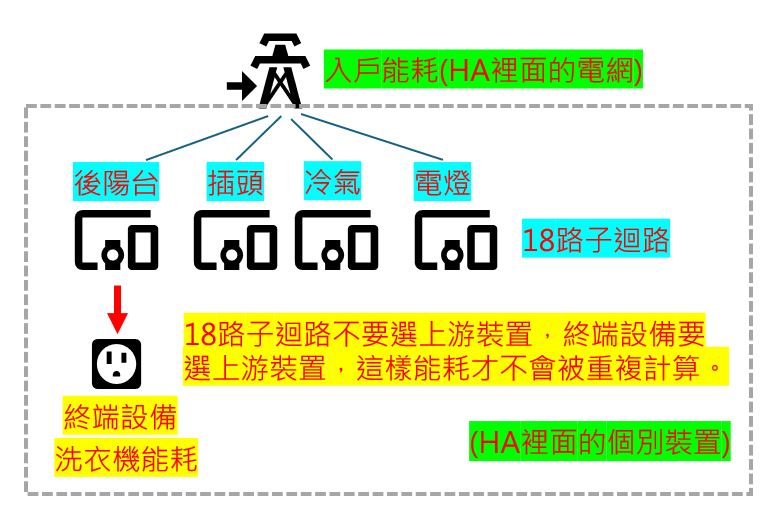 入戶能耗(HA裡面的電網)
後陽台
插頭
冷氣
電燈
18路子迴路
18路子迴路不要選上游裝置，終端設備要
選上游裝置，這樣能耗才不會被重複計算。
終端設備
洗衣機能耗
(HA裡面的個別裝置)